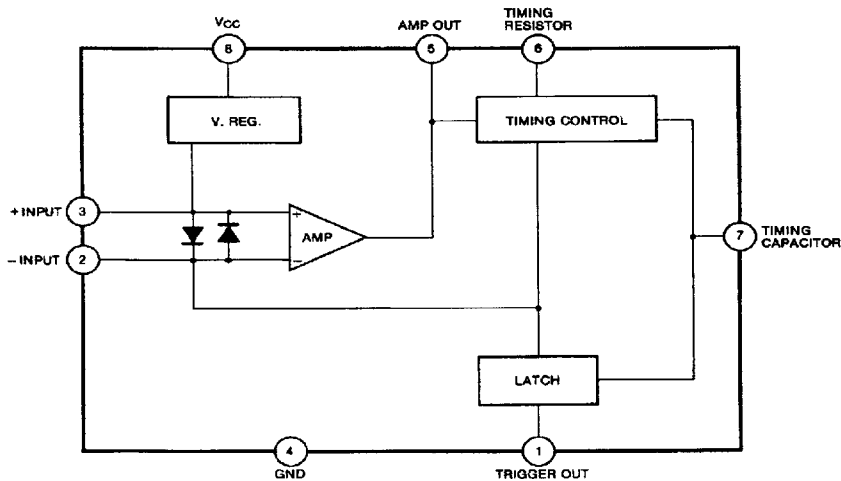 VCC
8
AMP OUT
5
TIMING
RESISTOR
6
V. REG.
TIMING CONTROL
+ INPUT
3
+
AMP
−
− INPUT
2
7
TIMING
CAPACITOR
LATCH
4
GND
1
TRIGGER OUT